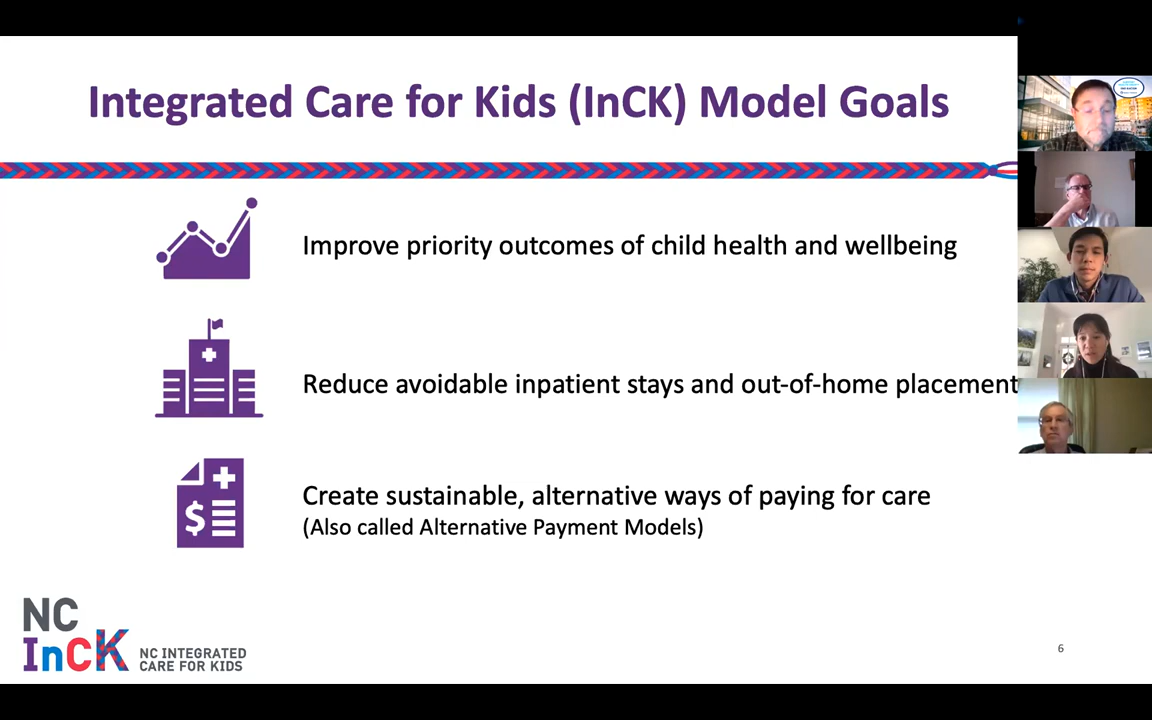 Integrated Care for Kids (InCK) Model Goals
Improve priority outcomes of child health and wellbeing
Reduce avoidable inpatient stays and out-of-home placement
Create sustainable, alternative ways of paying for care
(Also called Alternative Payment Models)
NC
InCK
NC INTEGRATED
CARE FOR KIDS
6